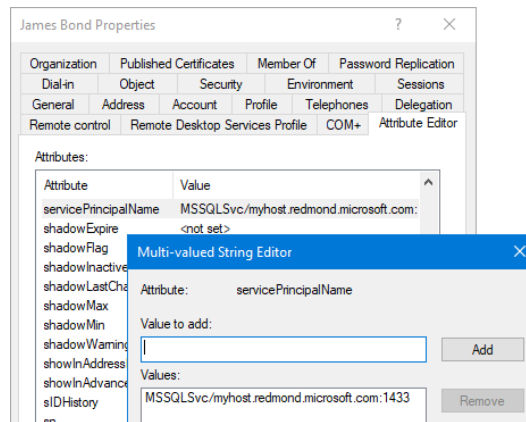 James Bond Properties ? ×
Organization Published Certificates Member Of Password Replication
Dial-in Object Security Environment Sessions
General Address Account Profile Telephones Delegation
Remote control Remote Desktop Services Profile COM+ Attribute Editor
Attributes:
Attribute Value
servicePrincipalName MSSQLSvc/myhost.redmond.microsoft.com:
shadowExpire <not set>
shadowFlag
shadowInactive
shadowLastCha
shadowMax
shadowMin
shadowWarning
showInAddress
showInAdvance
sIDHistory
Multi-valued String Editor ×
Attribute: servicePrincipalName
Value to add:
Add
Values:
MSSQLSvc/myhost.redmond.microsoft.com:1433
Remove